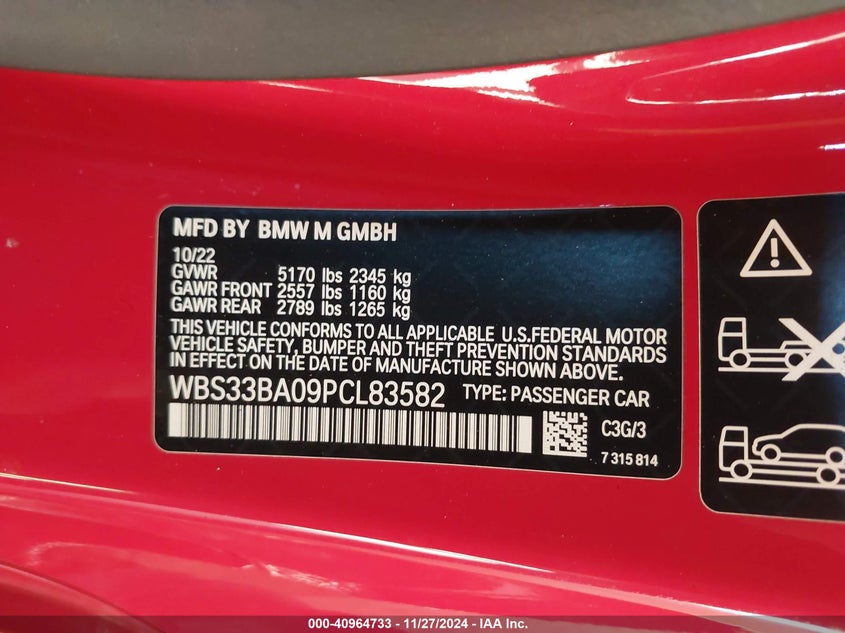 MFD BY BMW M GMBH
10/22
GVWR 5170 lbs 2345 kg
GAWR FRONT 2557 lbs 1160 kg
GAWR REAR 2789 lbs 1265 kg
THIS VEHICLE CONFORMS TO ALL APPLICABLE U.S.FEDERAL MOTOR
VEHICLE SAFETY, BUMPER AND THEFT PREVENTION STANDARDS
IN EFFECT ON THE DATE OF MANUFACTURE SHOWN ABOVE.
WBS33BA09PCL83582 TYPE: PASSENGER CAR
C3G/3
7 315 814
000-40964733 - 11/27/2024 - IAA Inc.